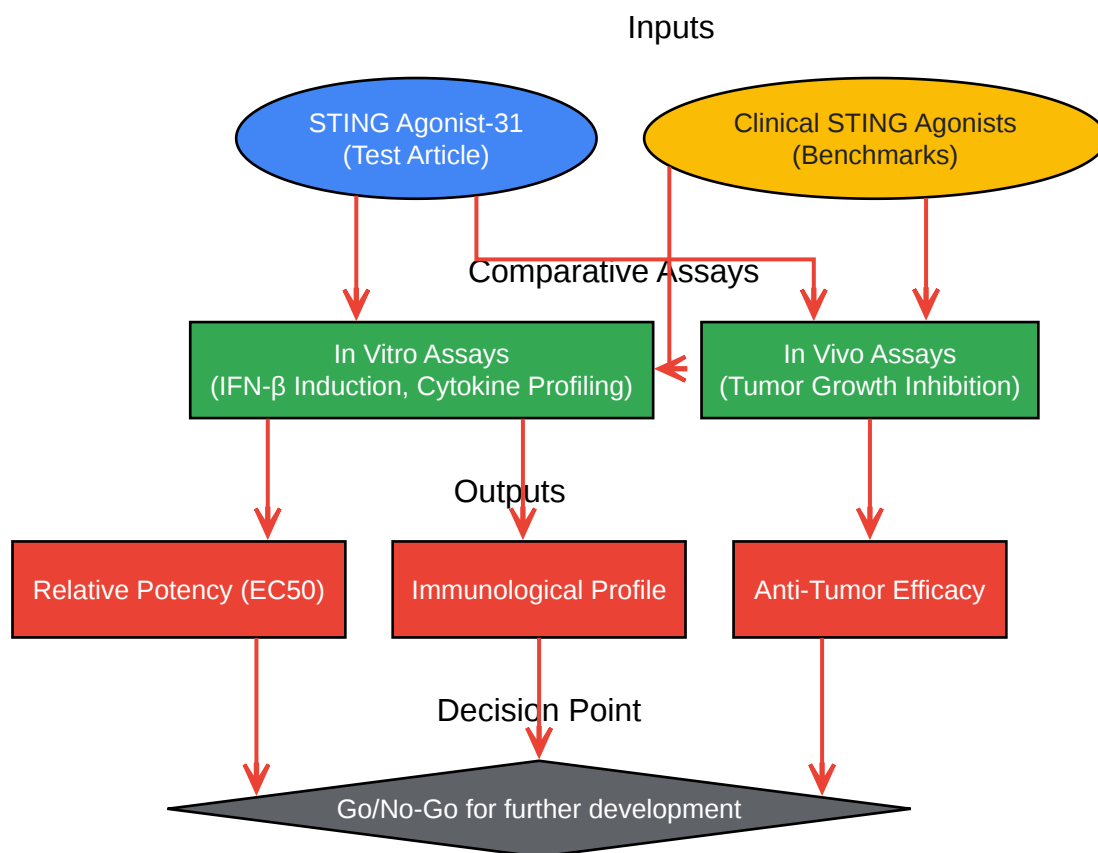 Inputs
STING Agonist-31
(Test Article)
Clinical STING Agonists
(Benchmarks)
Comparative Assays
In Vitro Assays
(IFN-β Induction, Cytokine Profiling)
In Vivo Assays
(Tumor Growth Inhibition)
Outputs
Relative Potency (EC50)
Immunological Profile
Anti-Tumor Efficacy
Decision Point
Go/No-Go for further development